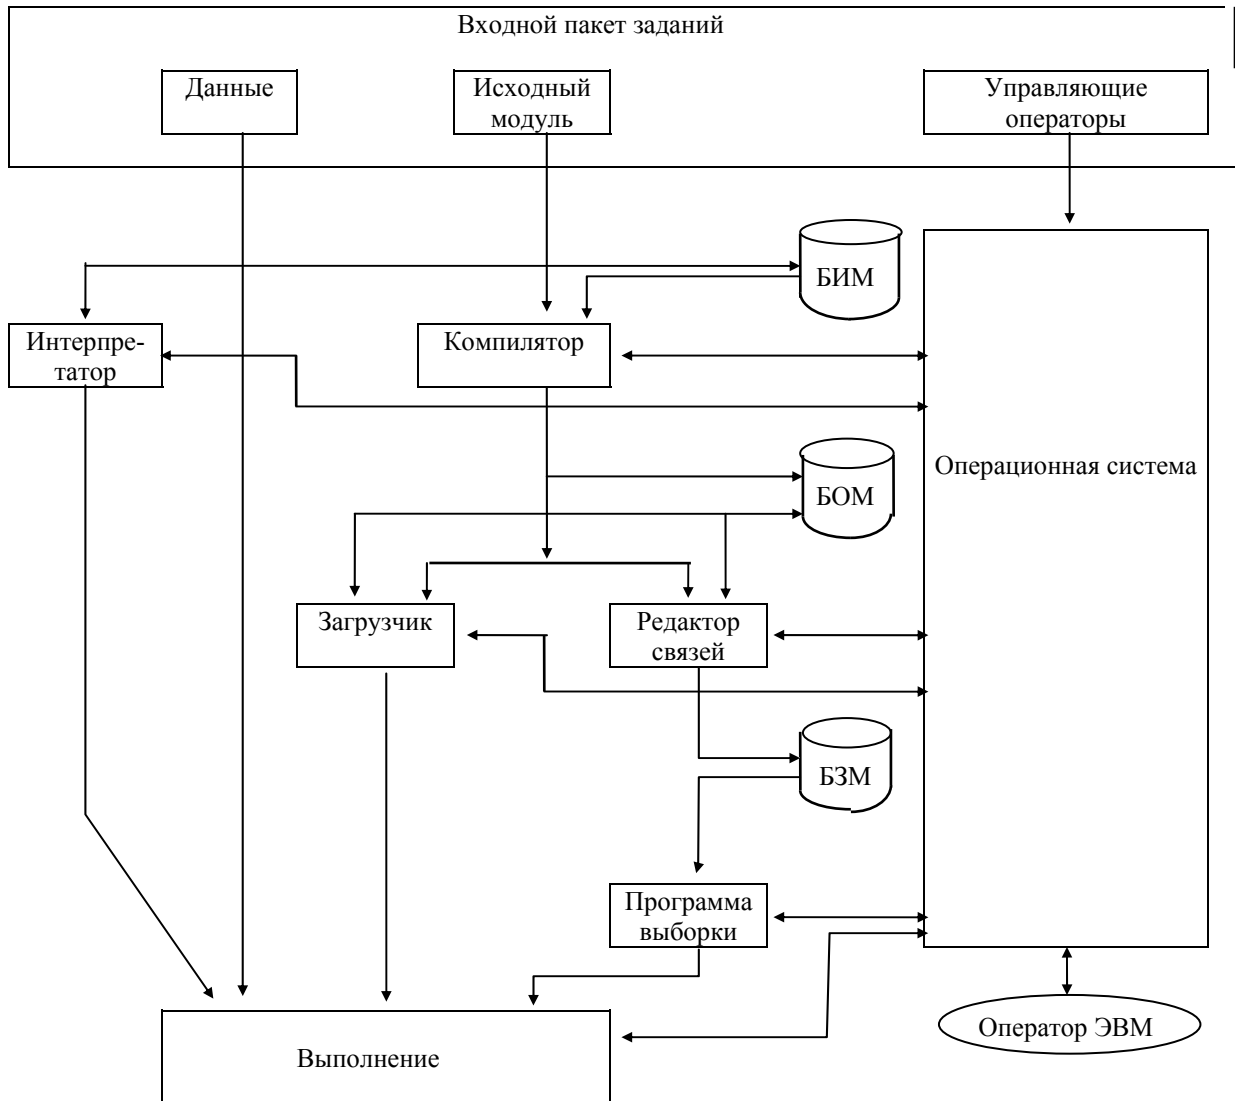 Входной пакет заданий
Данные
Исходный
модуль
Управляющие
операторы
БИМ
Интерпре-
татор
Компилятор
Операционная система
БОМ
Загрузчик
Редактор
связей
БЗМ
Программа
выборки
Оператор ЭВМ
Выполнение